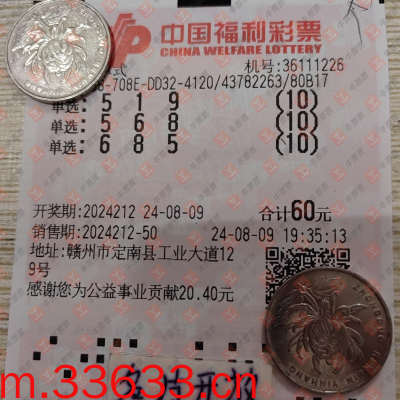 中国福利彩票
CHINA WELFARE LOTTERY
式 机号:36111226
-708E-DD32-4120/43782263/80B17
单选: 5 1 9 (10)
单选: 5 6 8 (10)
单选: 6 8 5 (10)
开奖期:2024212 24-08-09 合计60元
销售期:2024212-50 24-08-09 19:35:13
地址:赣州市定南县工业大道12
9号
感谢您为公益事业贡献20.40元
m.33633.cn